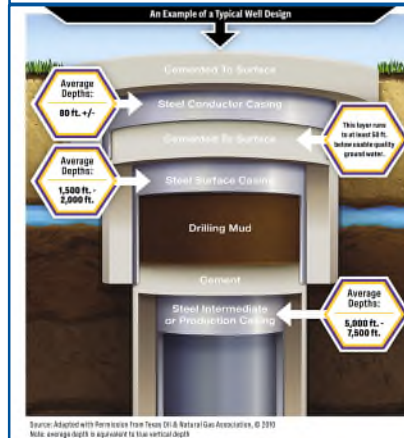 An Example of a Typical Well Design
Cemented To Surface
Average
Depths:
80 ft. +/-
Steel Conductor Casing
Cemented To Surface
This layer runs
to at least 50 ft.
below usable quality
ground water.
Average
Depths:
1,500 ft. -
2,000 ft.
Steel Surface Casing
Drilling Mud
Cement
Steel Intermediate
or Production Casing
Average
Depths:
5,000 ft. -
7,500 ft.
Source: Adapted with Permission from Texas Oil & Natural Gas Association, © 2010
Note: average depth is equivalent to true vertical depth